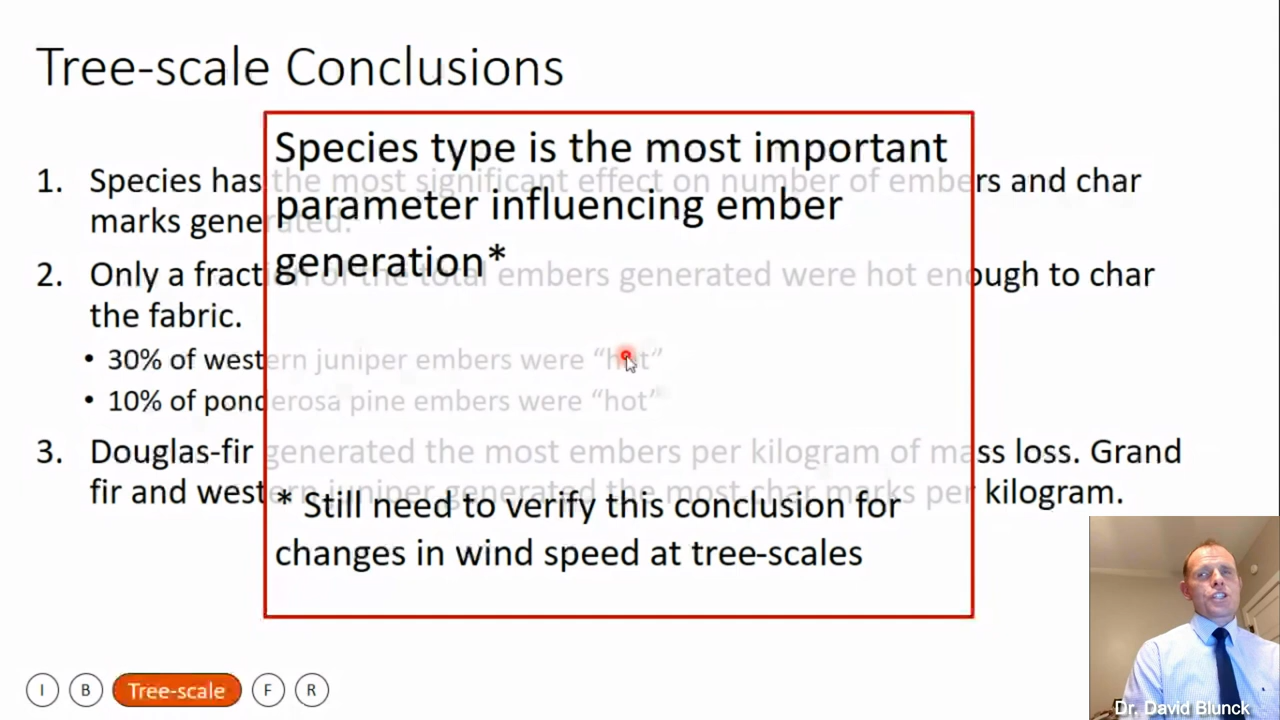 Tree-scale Conclusions
Species type is the most important
parameter influencing ember
generation*
* Still need to verify this conclusion for
changes in wind speed at tree-scales
1. Species has the most significant effect on number of embers and char
marks generated.
2. Only a fraction of the total embers generated were hot enough to char
the fabric.
• 30% of western juniper embers were “hot”
• 10% of ponderosa pine embers were “hot”
3. Douglas-fir generated the most embers per kilogram of mass loss. Grand
fir and western juniper generated the most char marks per kilogram.
I B Tree-scale F R
Dr. David Blunck